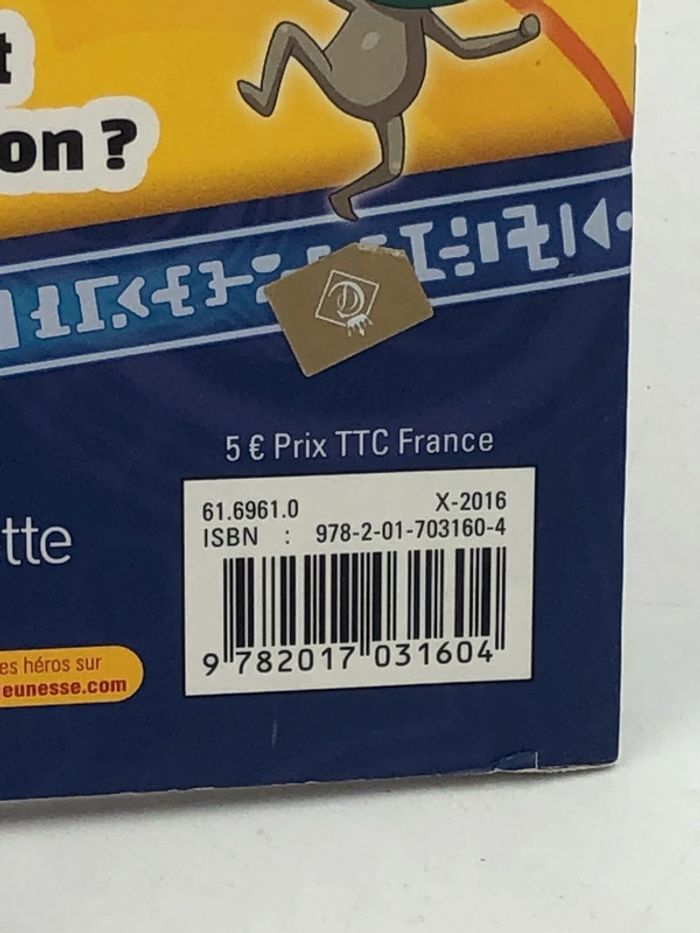 t
on ?
5 € Prix TTC France
61.6961.0 X-2016
ISBN : 978-2-01-703160-4
9 782017 031604
tte
es héros sur
eunesse.com